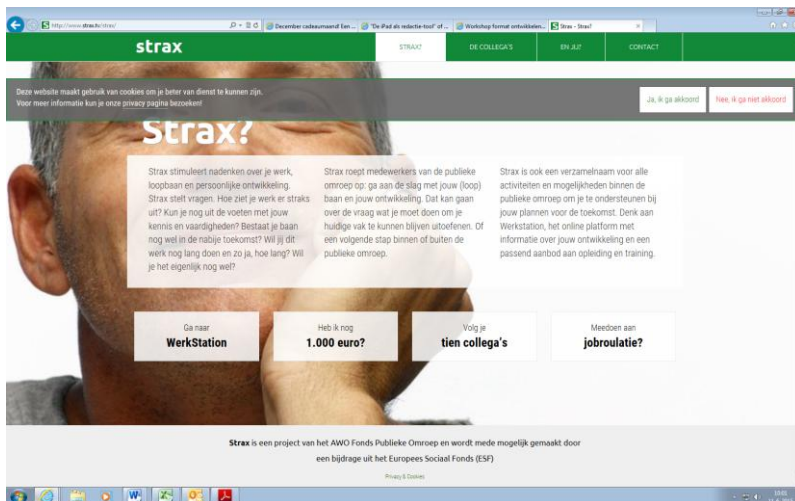 http://www.strax.tv/strax/
December cadeaumaand! Een ...
'De iPad als redactie-tool' of ...
Workshop format ontwikkelen...
Strax - Strax?
strax
STRAX?
DE COLLEGA'S
EN JIJ?
CONTACT
Deze website maakt gebruik van cookies om je beter van dienst te kunnen zijn.
Voor meer informatie kun je onze privacy pagina bezoeken!
Ja, ik ga akkoord
Nee, ik ga niet akkoord
Strax?
Strax stimuleert nadenken over je werk,
loopbaan en persoonlijke ontwikkeling.
Strax stelt vragen. Hoe ziet je werk er straks
uit? Kun je nog uit de voeten met jouw
kennis en vaardigheden? Bestaat je baan
nog wel in de nabije toekomst? Wil jij dit
werk nog lang doen en zo ja, hoe lang? Wil
je het eigenlijk nog wel?
Strax roept medewerkers van de publieke
omroep op: ga aan de slag met jouw (loop)
baan en jouw ontwikkeling. Dat kan gaan
over de vraag wat je moet doen om je
huidige vak te kunnen blijven uitoefenen. Of
een volgende stap binnen of buiten de
publieke omroep.
Strax is ook een verzamelnaam voor alle
activiteiten en mogelijkheden binnen de
publieke omroep om je te ondersteunen bij
jouw plannen voor de toekomst. Denk aan
Werkstation, het online platform met
informatie over jouw ontwikkeling en een
passend aanbod aan opleiding en training.
Ga naar
WerkStation
Heb ik nog
1.000 euro?
Volg je
tien collega's
Meedoen aan
jobroulatie?
Strax is een project van het AWO Fonds Publieke Omroep en wordt mede mogelijk gemaakt door
een bijdrage uit het Europees Sociaal Fonds (ESF)
Privacy & Cookies
10:01